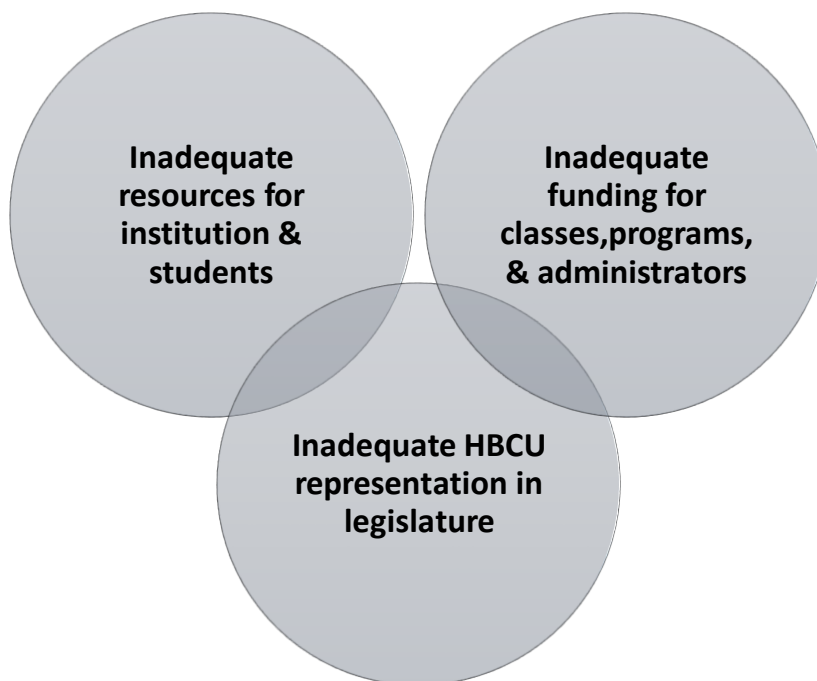 Inadequate
resources for
institution &
students
Inadequate
funding for
classes,programs,
& administrators
Inadequate HBCU
representation in
legislature